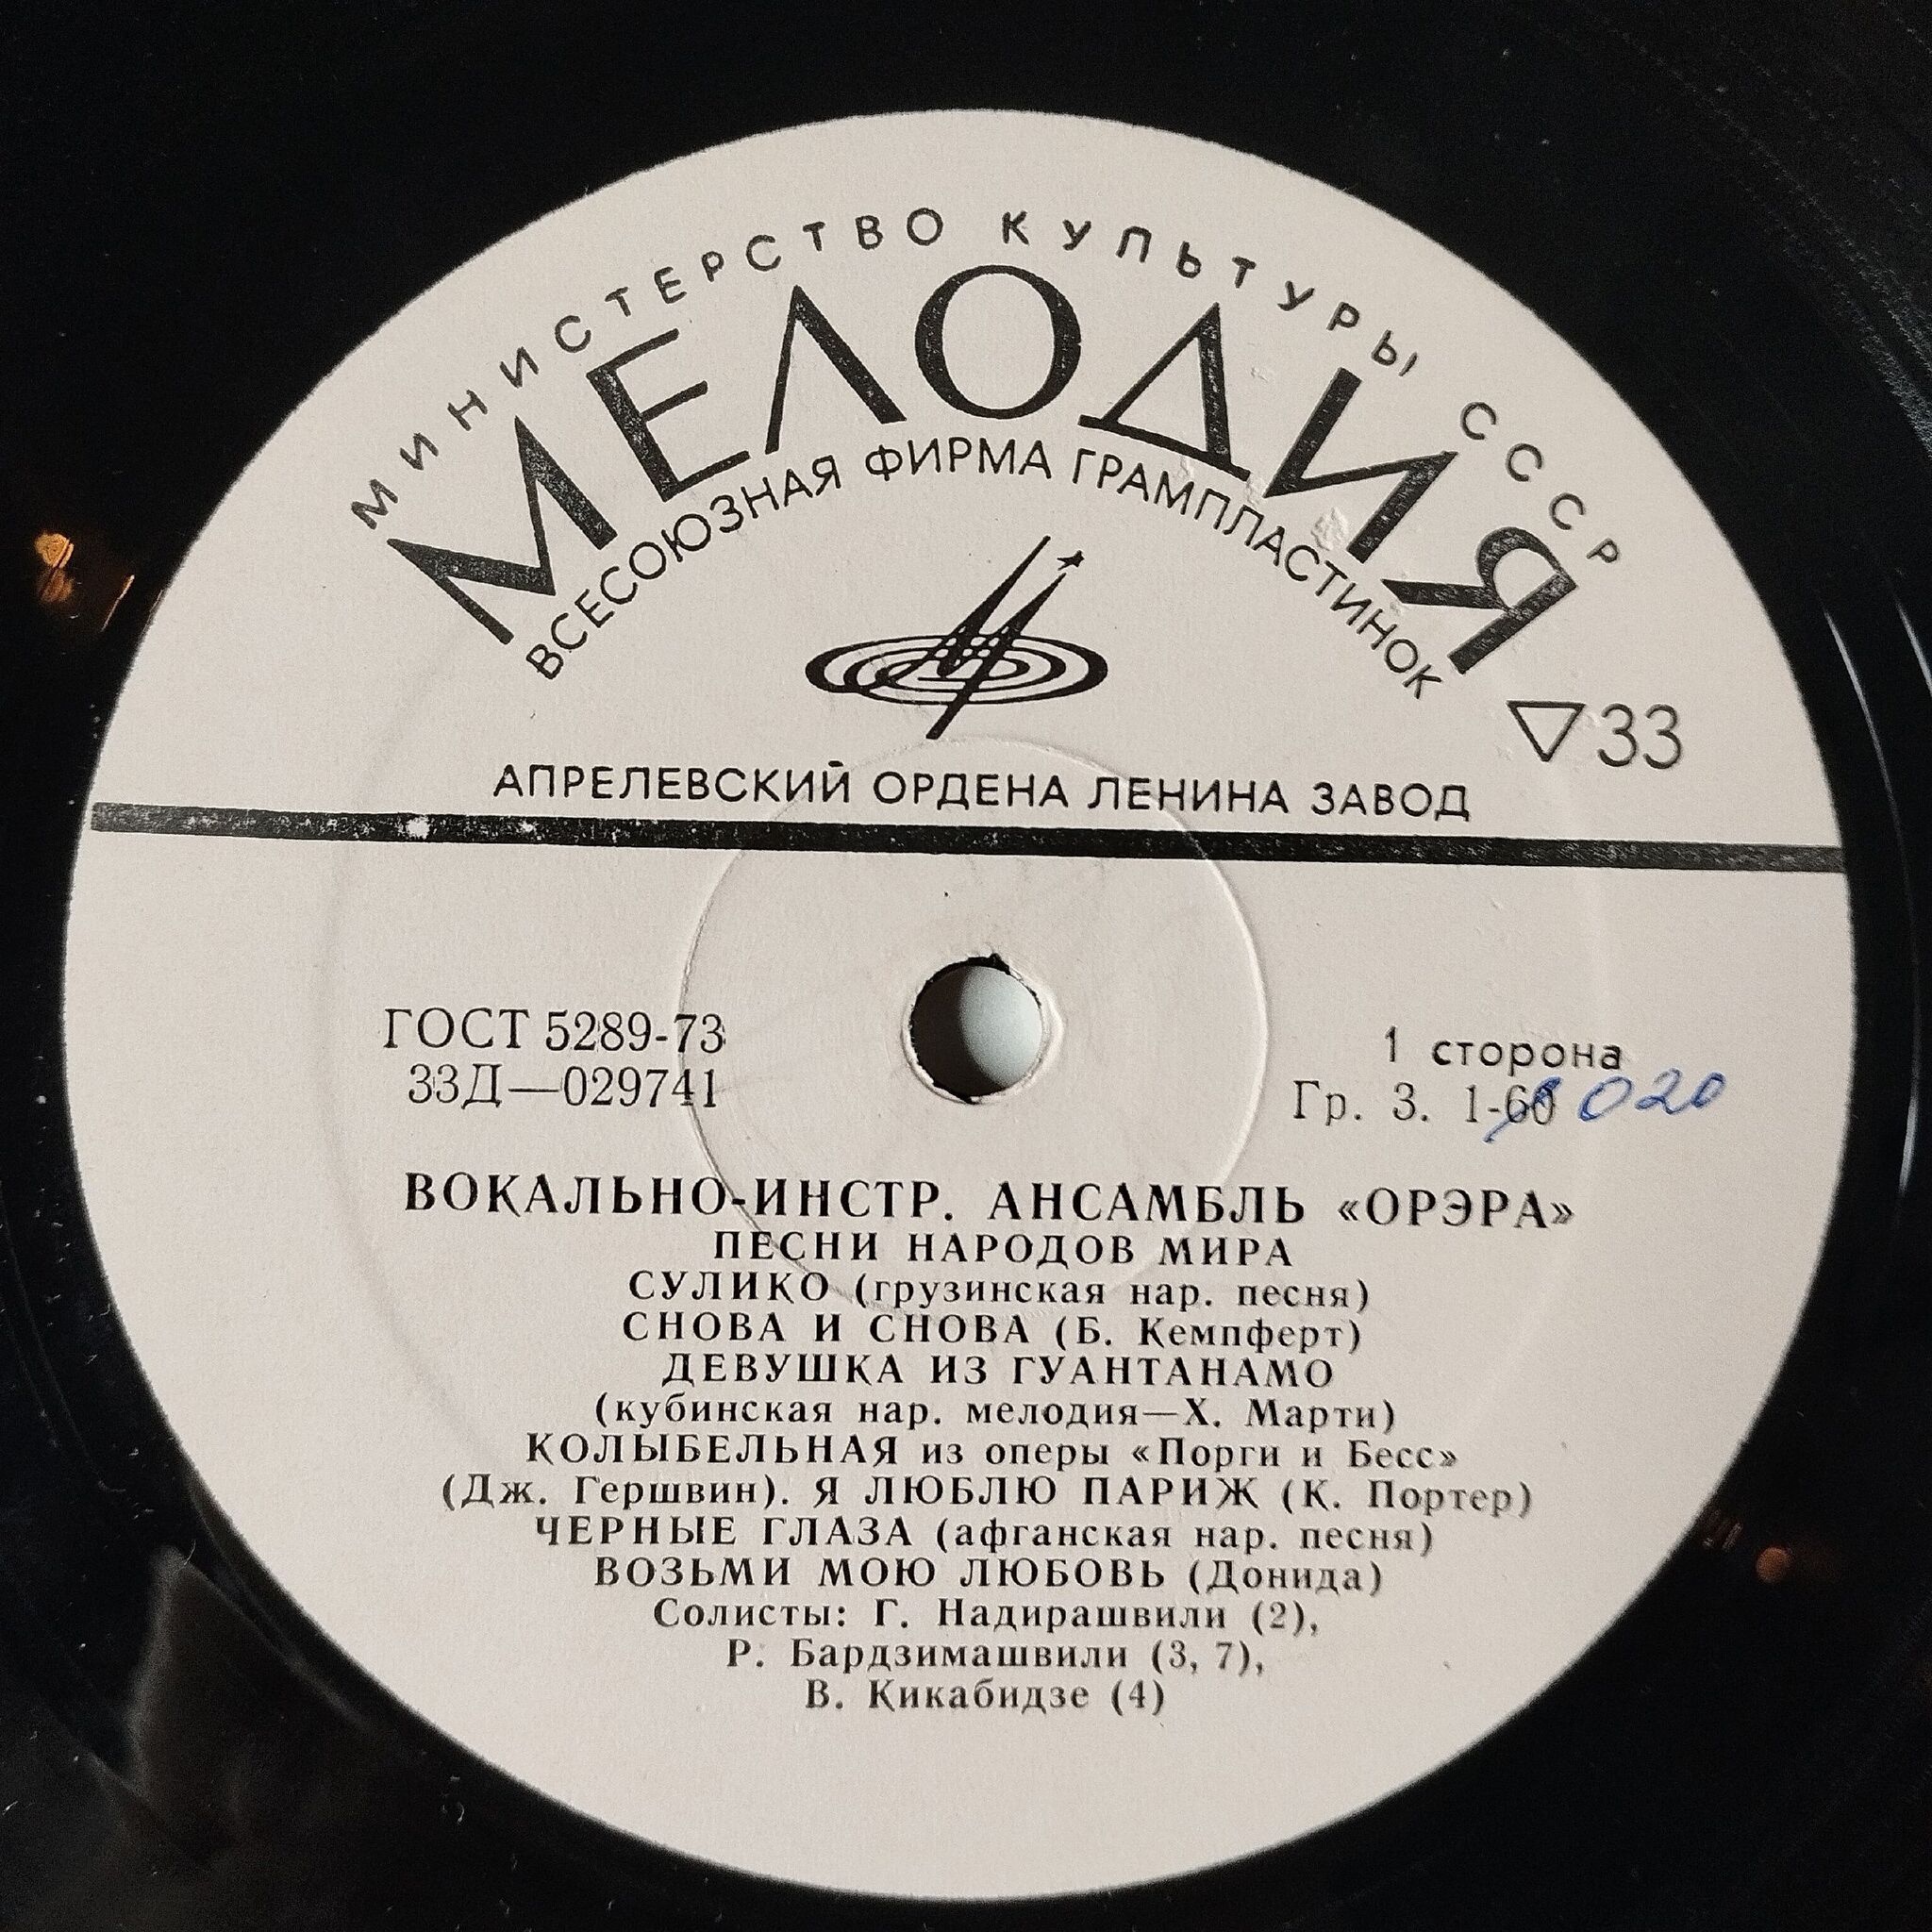 МИНИСТЕРСТВО КУЛЬТУРЫ СССР
МЕЛОДИЯ
ВСЕСОЮЗНАЯ ФИРМА ГРАМПЛАСТИНОК
33
АПРЕЛЕВСКИЙ ОРДЕНА ЛЕНИНА ЗАВОД
ГОСТ 5289-73
33Д—029741
1 сторона
Гр. 3. 1-60 020
ВОКАЛЬНО-ИНСТР. АНСАМБЛЬ «ОРЭРА»
ПЕСНИ НАРОДОВ МИРА
СУЛИКО (грузинская нар. песня)
СНОВА И СНОВА (Б. Кемпферт)
ДЕВУШКА ИЗ ГУАНТАНАМО
(кубинская нар. мелодия—Х. Марти)
КОЛЫБЕЛЬНАЯ из оперы «Порги и Бесс»
(Дж. Гершвин). Я ЛЮБЛЮ ПАРИЖ (К. Портер)
ЧЕРНЫЕ ГЛАЗА (афганская нар. песня)
ВОЗЬМИ МОЮ ЛЮБОВЬ (Донида)
Солисты: Г. Надирашвили (2),
Р. Бардзимашвили (3, 7),
В. Кикабидзе (4)